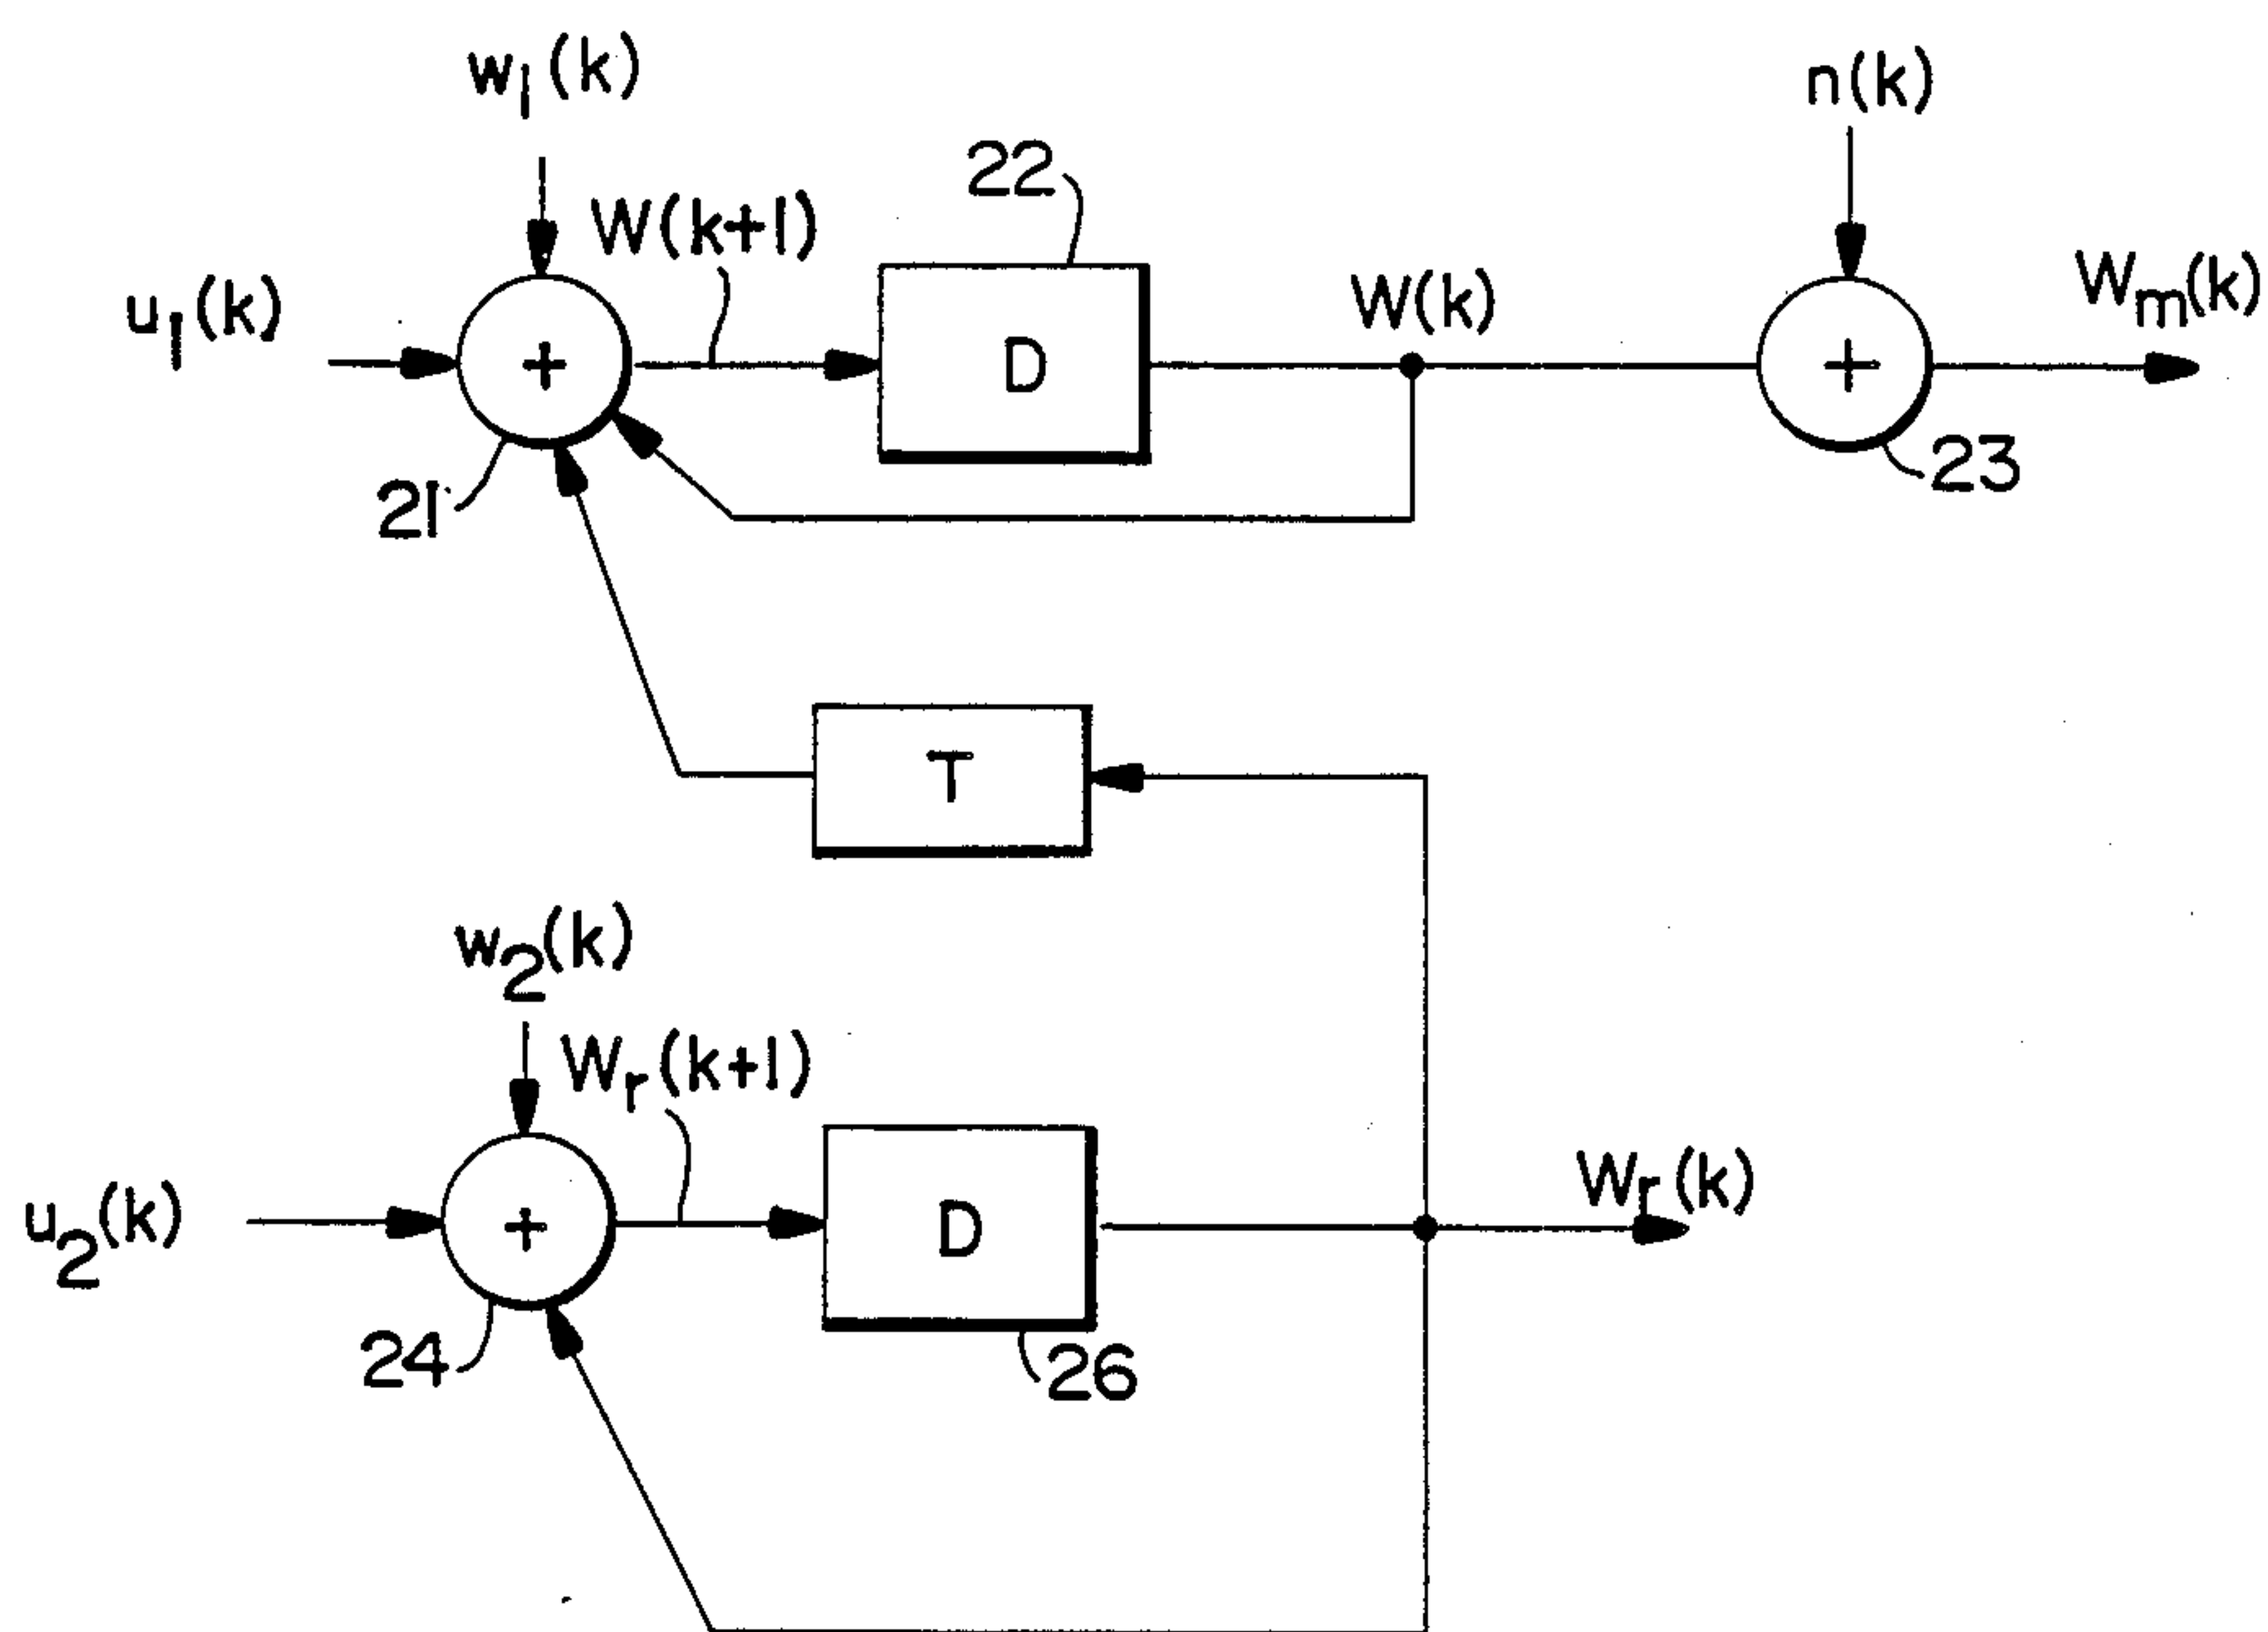 w₁(k)
n(k)
22
W(k+1)
u₁(k)
W(k)
Wₘ(k)
D
+
+
23
21
T
w₂(k)
Wᵣ(k+1)
u₂(k)
Wᵣ(k)
+
D
24
26